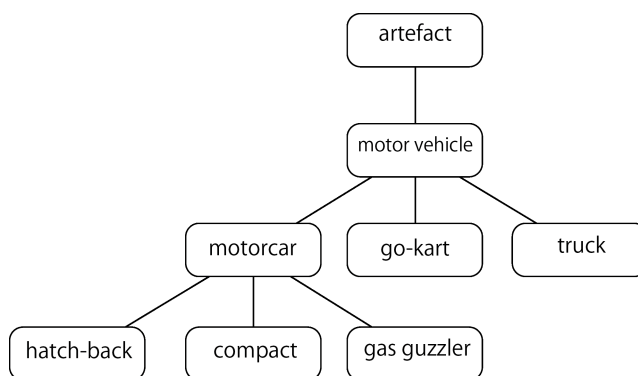 artefact
motor vehicle
motorcar
go-kart
truck
hatch-back
compact
gas guzzler